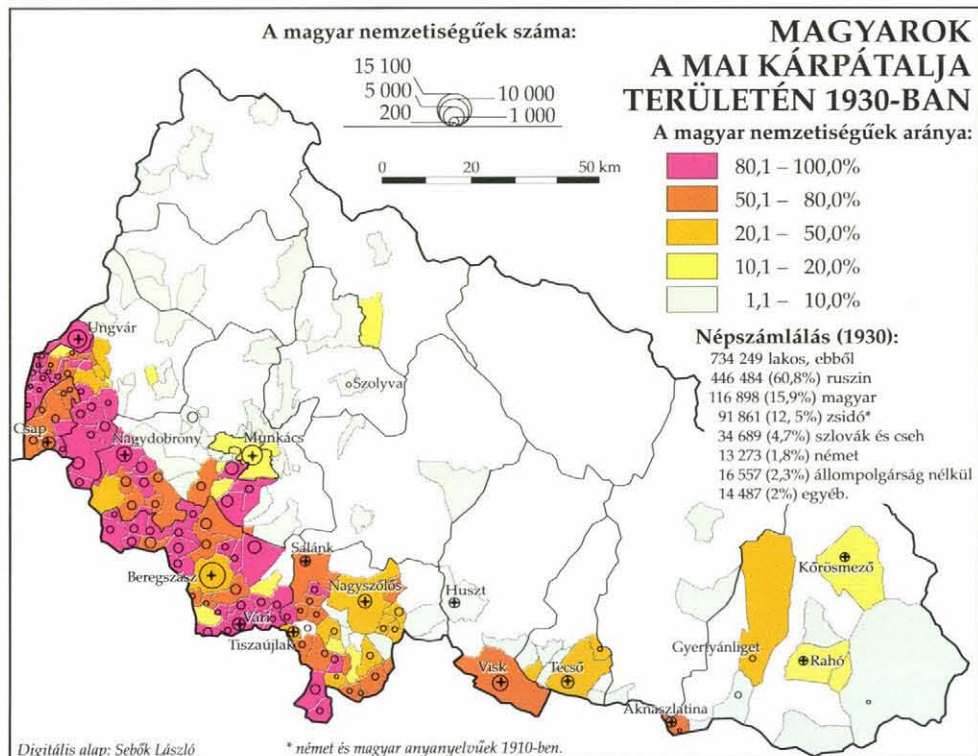 MAGYAROK
A MAI KÁRPÁTALJA
TERÜLETÉN 1930-BAN
A magyar nemzetiségűek száma:
15 100
5 000
200
10 000
1 000
0
20
50 km
A magyar nemzetiségűek aránya:
80,1 – 100,0%
50,1 – 80,0%
20,1 – 50,0%
10,1 – 20,0%
1,1 – 10,0%
Népszámlálás (1930):
734 249 lakos, ebből
446 484 (60,8%) ruszin
116 898 (15,9%) magyar
91 861 (12, 5%) zsidó*
34 689 (4,7%) szlovák és cseh
13 273 (1,8%) német
16 557 (2,3%) állompolgárság nélkül
14 487 (2%) egyéb.
Ungvár
Szolyva
Csap
Nagydobrony
Munkács
Beregszász
Salánk
Nagyszőlős
Huszt
Vári
Tiszaújlak
Visk
Técső
Kőrösmező
Gyertyánliget
Rahó
Aknaszlatina
Digitális alap: Sebők László
* német és magyar anyanyelvűek 1910-ben.